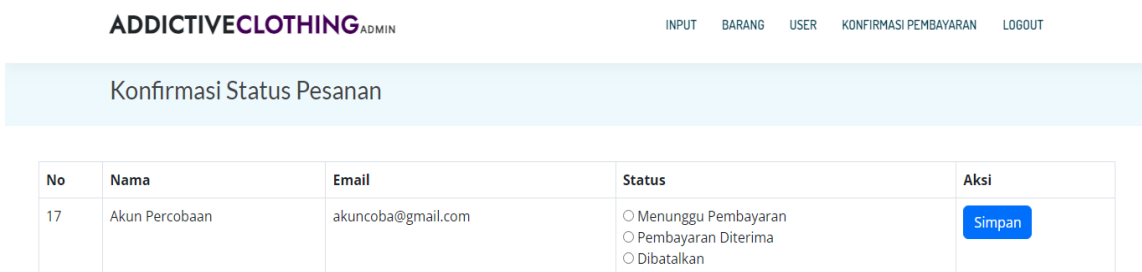 ADDICTIVECLOTHINGADMIN INPUT BARANG USER KONFIRMASI PEMBAYARAN LOGOUT
Konfirmasi Status Pesanan
No Nama Email Status Aksi
17 Akun Percobaan akuncoba@gmail.com Menunggu Pembayaran Simpan
Pembayaran Diterima
Dibatalkan